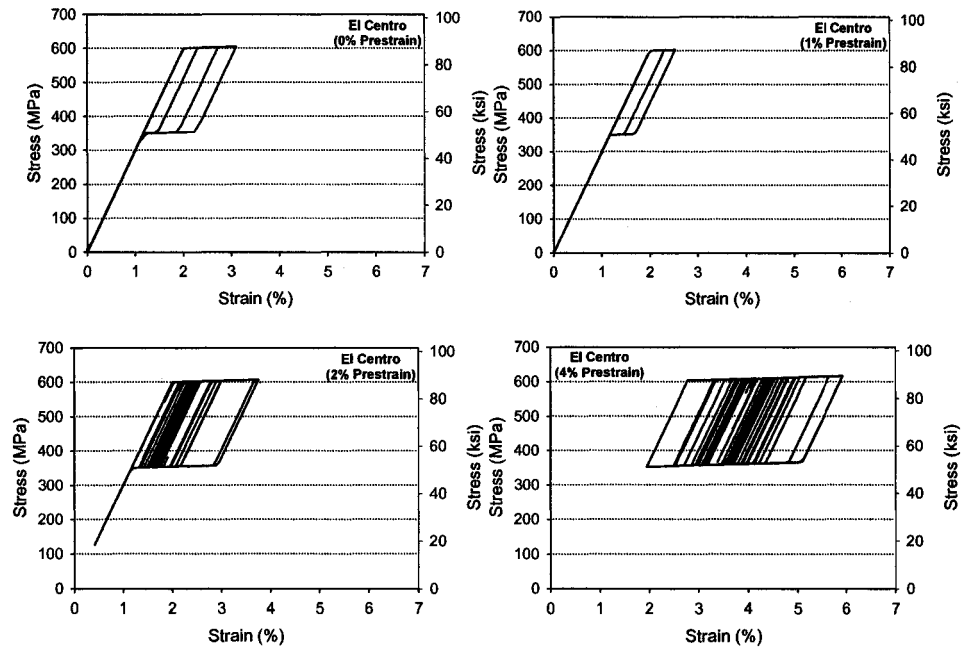 El Centro
(0% Prestrain)
Stress (MPa)
700
600
500
400
300
200
100
0
100
80
60
40
20
0
Stress (ksi)
0 1 2 3 4 5 6 7
Strain (%)
El Centro
(1% Prestrain)
Stress (MPa)
700
600
500
400
300
200
100
0
100
80
60
40
20
0
Stress (ksi)
0 1 2 3 4 5 6 7
Strain (%)
El Centro
(2% Prestrain)
Stress (MPa)
700
600
500
400
300
200
100
0
100
80
60
40
20
0
Stress (ksi)
0 1 2 3 4 5 6 7
Strain (%)
El Centro
(4% Prestrain)
Stress (MPa)
700
600
500
400
300
200
100
0
100
80
60
40
20
0
Stress (ksi)
0 1 2 3 4 5 6 7
Strain (%)